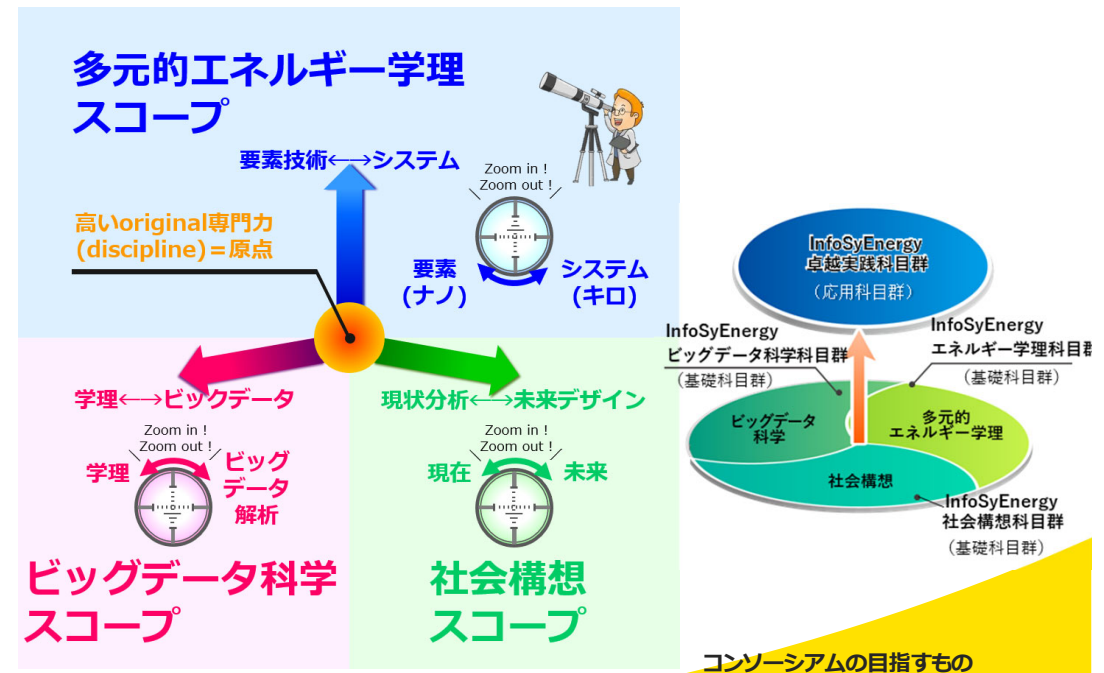 多元的エネルギー学理
スコープ
要素技術←→システム
Zoom in !
Zoom out !
高いoriginal専門力
(discipline)＝原点
要素
(ナノ)
システム
(キロ)
学理←→ビックデータ
Zoom in !
Zoom out !
学理
ビッグ
データ
解析
ビッグデータ科学
スコープ
現状分析←→未来デザイン
Zoom in !
Zoom out !
現在
未来
社会構想
スコープ
InfoSyEnergy
卓越実践科目群
（応用科目群）
InfoSyEnergy
ビッグデータ科学科目群
（基礎科目群）
InfoSyEnergy
エネルギー学理科目群
（基礎科目群）
ビッグデータ
科学
多元的
エネルギー学理
社会構想
InfoSyEnergy
社会構想科目群
（基礎科目群）
コンソーシアムの目指すもの